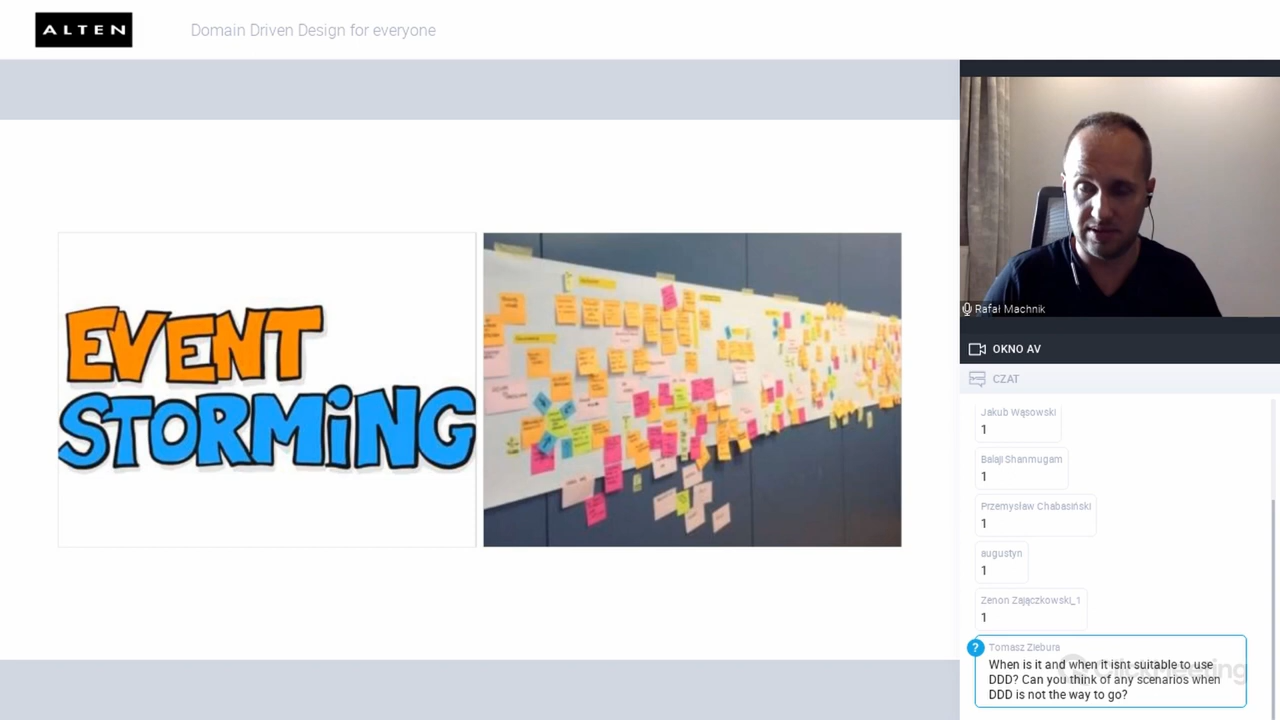 ALTEN
Domain Driven Design for everyone
EVENT
STORMiNG
Rafał Machnik
OKNO AV
CZAT
Jakub Wąsowski
1
Balaji Shanmugam
1
Przemysław Chabasiński
1
augustyn
1
Zenon Zajączkowski_1
1
?
Tomasz Ziebura
When is it and when it isnt suitable to use
DDD? Can you think of any scenarios when
DDD is not the way to go?